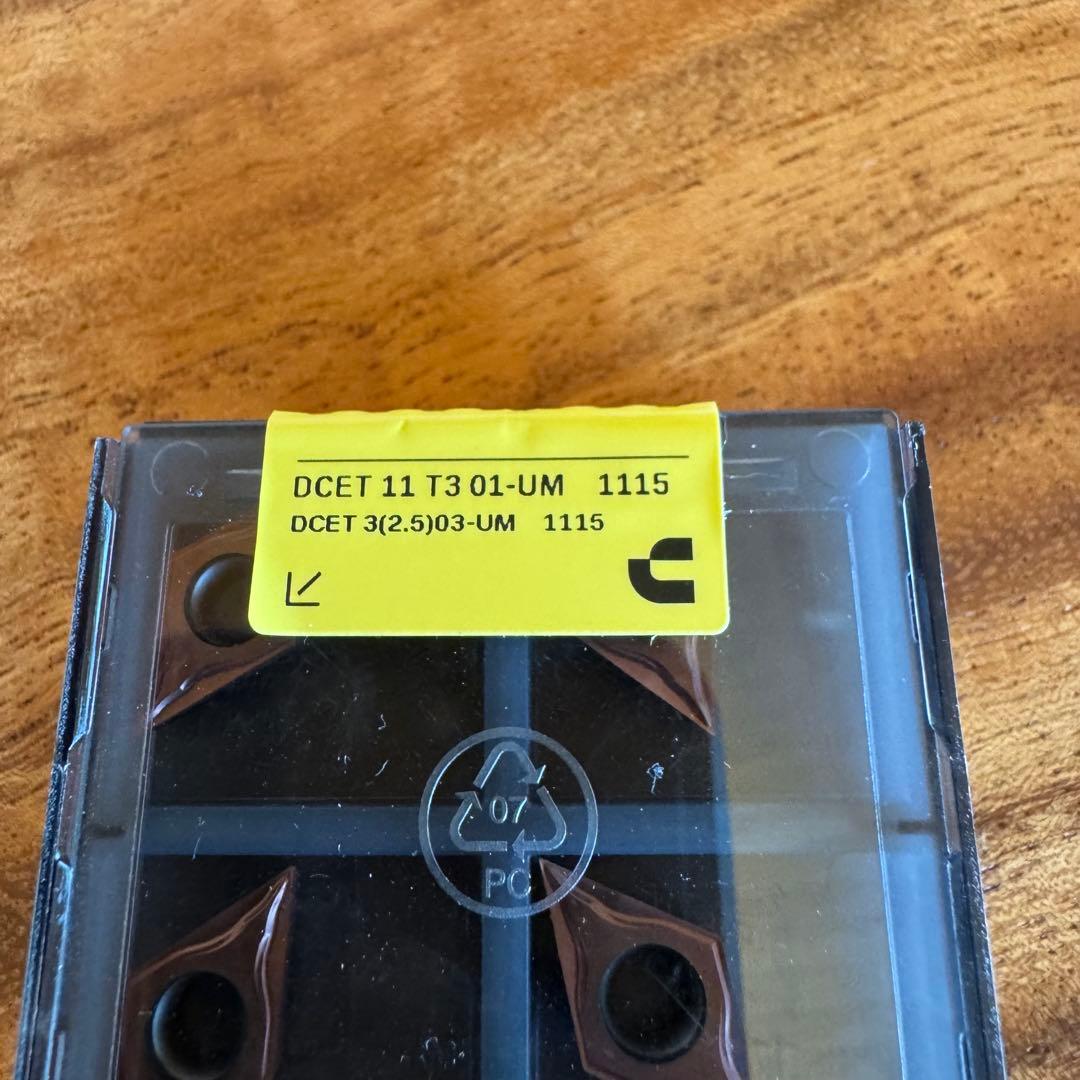 DCET 11 T3 01-UM 1115
DCET 3(2.5)03-UM 1115
07
PC